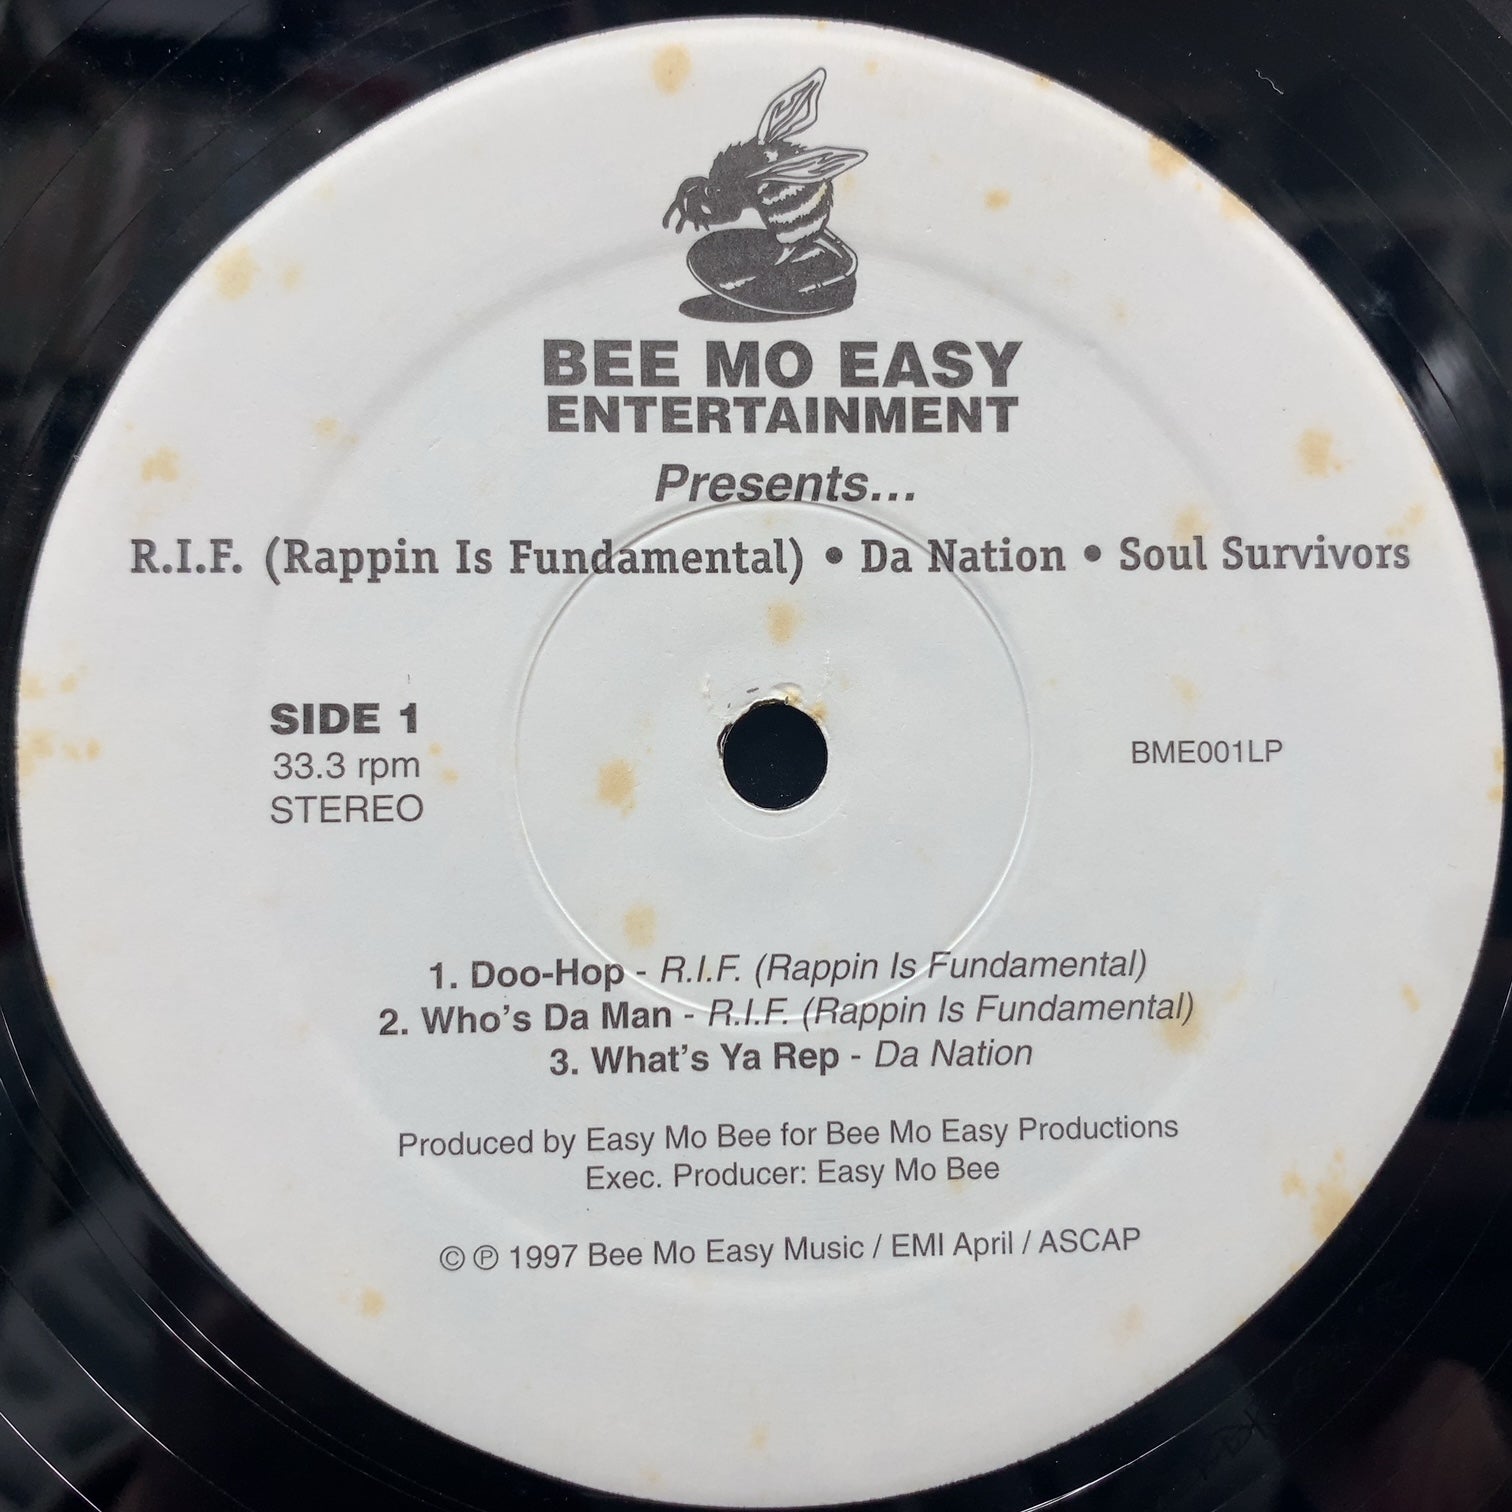 BEE MO EASY
ENTERTAINMENT
Presents...
R.I.F. (Rappin Is Fundamental) • Da Nation • Soul Survivors
SIDE 1
33.3 rpm
STEREO
BME001LP
1. Doo-Hop - R.I.F. (Rappin Is Fundamental)
2. Who's Da Man - R.I.F. (Rappin Is Fundamental)
3. What's Ya Rep - Da Nation
Produced by Easy Mo Bee for Bee Mo Easy Productions
Exec. Producer: Easy Mo Bee
© ℗ 1997 Bee Mo Easy Music / EMI April / ASCAP